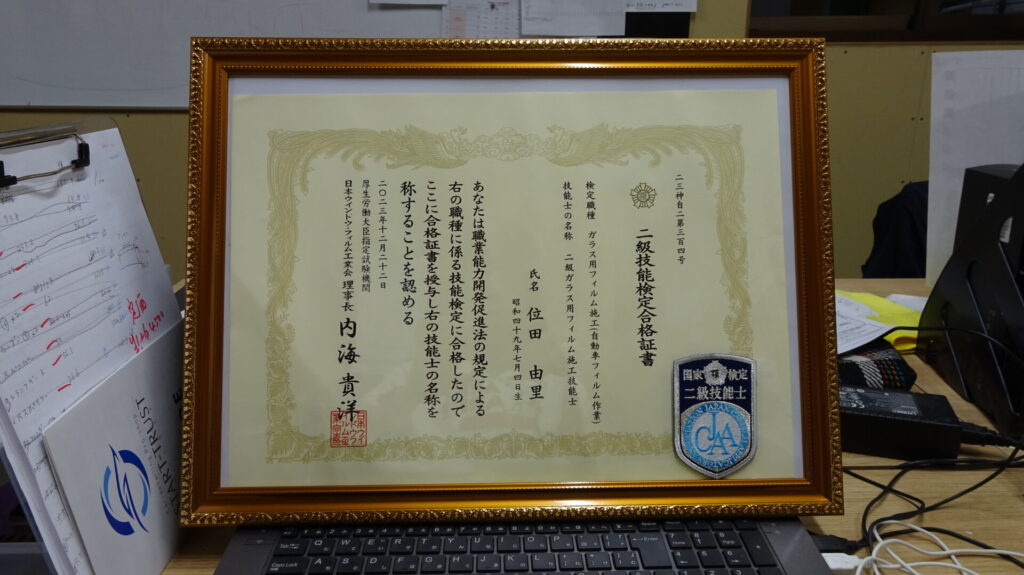 二三神自二第三百四号
二級技能検定合格証書
検定職種 ガラス用フィルム施工(自動車フィルム作業)
技能士の名称 二級ガラス用フィルム施工技能士
氏名 位田 由里
昭和四十九年七月四日生
あなたは職業能力開発促進法の規定による
右の職種に係る技能検定に合格したので
ここに合格証書を授与し右の技能士の名称を
称することを認める
二〇二三年十二月二十二日
厚生労働大臣指定試験機関
日本ウインドウ・フィルム工業会 理事長 内海 貴洋
国家 検定
二級技能士
JCAA
START-TRUST
Caps Lock
Q W E R T Y U I O P
A S D F G H J K L
Enter